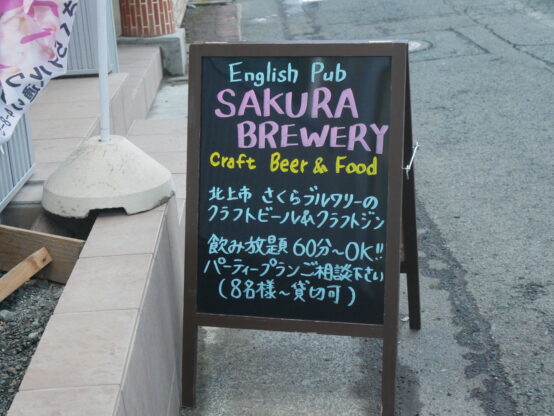 English Pub
SAKURA
BREWERY
Craft Beer & Food
北上市 さくらブルワリーの
クラフトビール&クラフトジン
飲み放題 60分~OK!!
パーティープランご相談下さい
(8名様~貸切可)